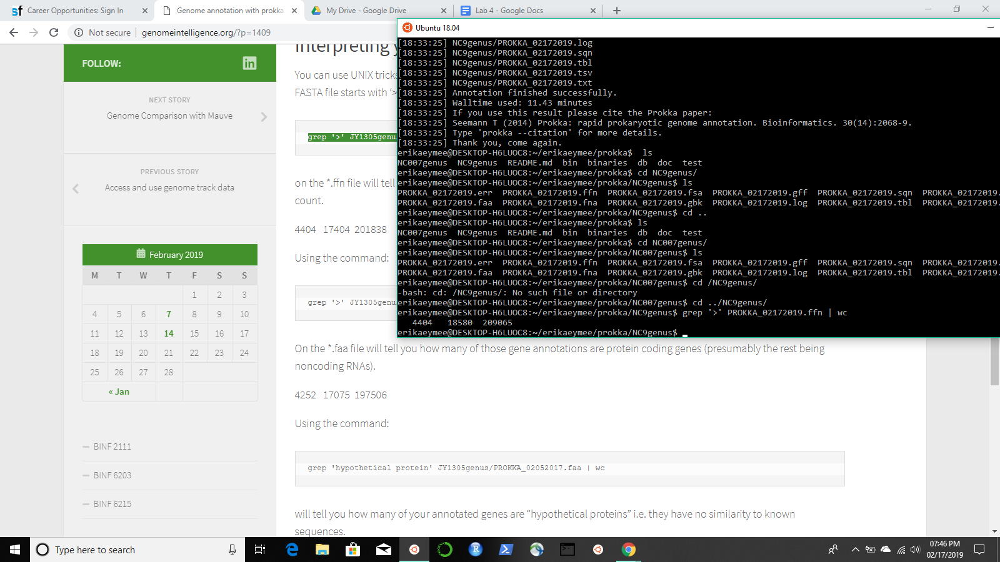 Career Opportunities: Sign In
Genome annotation with prokka
My Drive - Google Drive
Lab 4 - Google Docs
Not secure
genomeintelligence.org/?p=1409
FOLLOW:
NEXT STORY
Genome Comparison with Mauve
PREVIOUS STORY
Access and use genome track data
February 2019
M T W T F S S
1 2 3
4 5 6 7 8 9 10
11 12 13 14 15 16 17
18 19 20 21 22 23 24
25 26 27 28
« Jan
BINF 2111
BINF 6203
BINF 6215
Interpreting
You can use UNIX tricks
FASTA file starts with ‘>
grep '>' JY1305genu
on the *.ffn file will tell
count.
4404 17404 201838
Using the command:
grep '>' JY1305genu
On the *.faa file will tell you how many of those gene annotations are protein coding genes (presumably the rest being
noncoding RNAs).
4252 17075 197506
Using the command:
grep 'hypothetical protein' JY1305genus/PROKKA_02052017.faa | wc
will tell you how many of your annotated genes are “hypothetical proteins” i.e. they have no similarity to known
sequences.
Ubuntu 18.04
[18:33:25] NC9genus/PROKKA_02172019.log
[18:33:25] NC9genus/PROKKA_02172019.sqn
[18:33:25] NC9genus/PROKKA_02172019.tbl
[18:33:25] NC9genus/PROKKA_02172019.tsv
[18:33:25] NC9genus/PROKKA_02172019.txt
[18:33:25] Annotation finished successfully.
[18:33:25] Walltime used: 11.43 minutes
[18:33:25] If you use this result please cite the Prokka paper:
[18:33:25] Seemann T (2014) Prokka: rapid prokaryotic genome annotation. Bioinformatics. 30(14):2068-9.
[18:33:25] Type 'prokka --citation' for more details.
[18:33:25] Thank you, come again.
erikaeymee@DESKTOP-H6LUOC8:~/erikaeymee/prokka$  ls
NC007genus  NC9genus  README.md  bin  binaries  db  doc  test
erikaeymee@DESKTOP-H6LUOC8:~/erikaeymee/prokka$ cd NC9genus/
erikaeymee@DESKTOP-H6LUOC8:~/erikaeymee/prokka/NC9genus$ ls
PROKKA_02172019.err  PROKKA_02172019.ffn  PROKKA_02172019.fsa  PROKKA_02172019.gff  PROKKA_02172019.sqn  PROKKA_02172019.
PROKKA_02172019.faa  PROKKA_02172019.fna  PROKKA_02172019.gbk  PROKKA_02172019.log  PROKKA_02172019.tbl  PROKKA_02172019.
erikaeymee@DESKTOP-H6LUOC8:~/erikaeymee/prokka/NC9genus$ cd ..
erikaeymee@DESKTOP-H6LUOC8:~/erikaeymee/prokka$ ls
NC007genus  NC9genus  README.md  bin  binaries  db  doc  test
erikaeymee@DESKTOP-H6LUOC8:~/erikaeymee/prokka$ cd NC007genus/
erikaeymee@DESKTOP-H6LUOC8:~/erikaeymee/prokka/NC007genus$ ls
PROKKA_02172019.err  PROKKA_02172019.ffn  PROKKA_02172019.fsa  PROKKA_02172019.gff  PROKKA_02172019.sqn  PROKKA_02172019.
PROKKA_02172019.faa  PROKKA_02172019.fna  PROKKA_02172019.gbk  PROKKA_02172019.log  PROKKA_02172019.tbl  PROKKA_02172019.
erikaeymee@DESKTOP-H6LUOC8:~/erikaeymee/prokka/NC007genus$ cd /NC9genus/
-bash: cd: /NC9genus/: No such file or directory
erikaeymee@DESKTOP-H6LUOC8:~/erikaeymee/prokka/NC007genus$ cd ../NC9genus/
erikaeymee@DESKTOP-H6LUOC8:~/erikaeymee/prokka/NC9genus$ grep '>' PROKKA_02172019.ffn | wc
4404   18580  209065
erikaeymee@DESKTOP-H6LUOC8:~/erikaeymee/prokka/NC9genus$
Type here to search
07:46 PM
02/17/2019